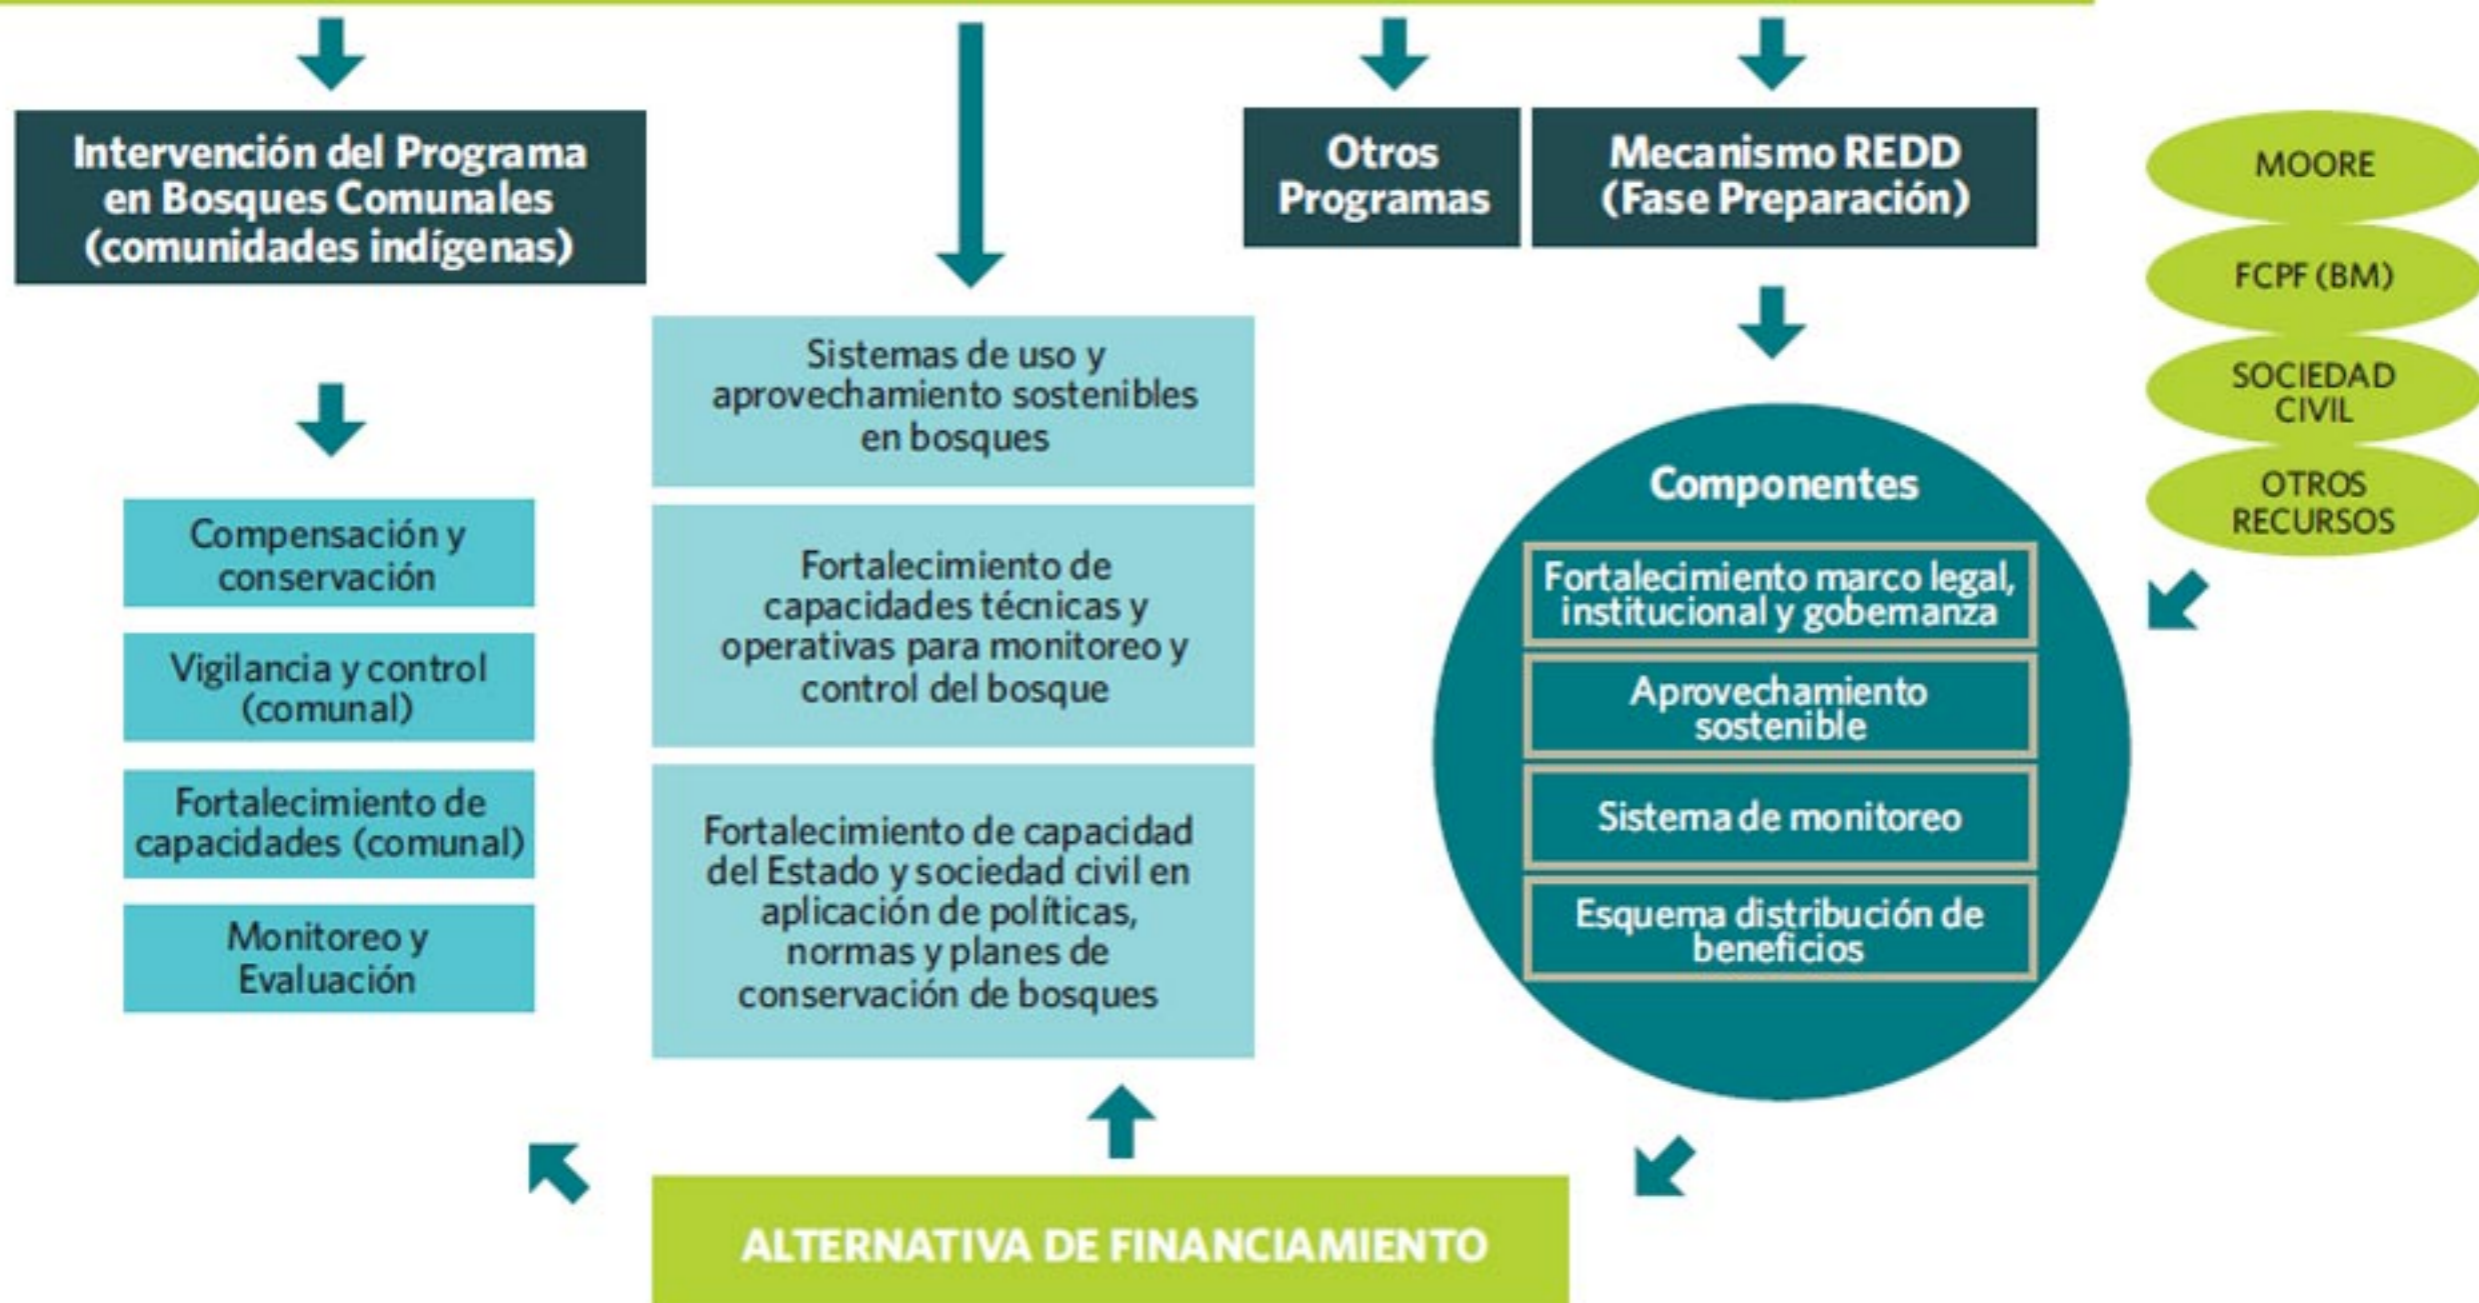 Intervención del Programa
en Bosques Comunales
(comunidades indígenas)
Compensación y
conservación
Vigilancia y control
(comunal)
Fortalecimiento de
capacidades (comunal)
Monitoreo y
Evaluación
Sistemas de uso y
aprovechamiento sostenibles
en bosques
Fortalecimiento de
capacidades técnicas y
operativas para monitoreo y
control del bosque
Fortalecimiento de capacidad
del Estado y sociedad civil en
aplicación de políticas,
normas y planes de
conservación de bosques
Otros
Programas
Mecanismo REDD
(Fase Preparación)
Componentes
Fortalecimiento marco legal,
institucional y gobernanza
Aprovechamiento
sostenible
Sistema de monitoreo
Esquema distribución de
beneficios
MOORE
FCPF (BM)
SOCIEDAD
CIVIL
OTROS
RECURSOS
ALTERNATIVA DE FINANCIAMIENTO